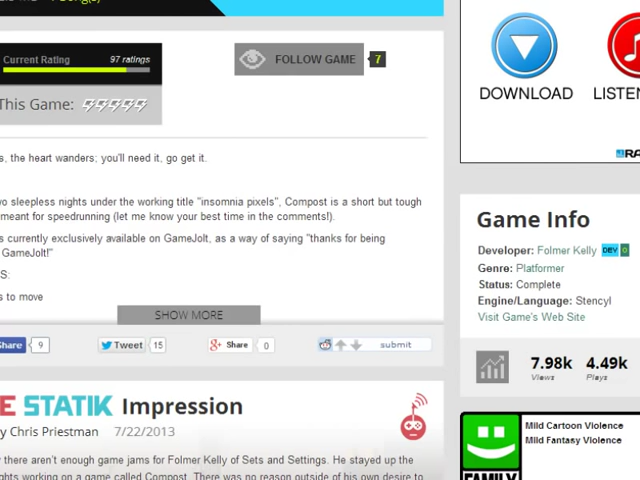 Current Rating 97 ratings
FOLLOW GAME 7
This Game:
the heart wanders; you'll need it, go get it.
sleepless nights under the working title "insomnia pixels", Compost is a short but tough
meant for speedrunning (let me know your best time in the comments!).
currently exclusively available on GameJolt, as a way of saying "thanks for being
GameJolt!"
S:
to move
SHOW MORE
Share 9 Tweet 15 Share 0 submit
E STATIK Impression
y Chris Priestman 7/22/2013
there aren't enough game jams for Folmer Kelly of Sets and Settings. He stayed up the
ghts working on a game called Compost. There was no reason outside of his own desire to
DOWNLOAD LISTEN
RA
Game Info
Developer: Folmer Kelly DEV 0
Genre: Platformer
Status: Complete
Engine/Language: Stencyl
Visit Game's Web Site
7.98k 4.49k
Views Plays
Mild Cartoon Violence
Mild Fantasy Violence
FAMILY